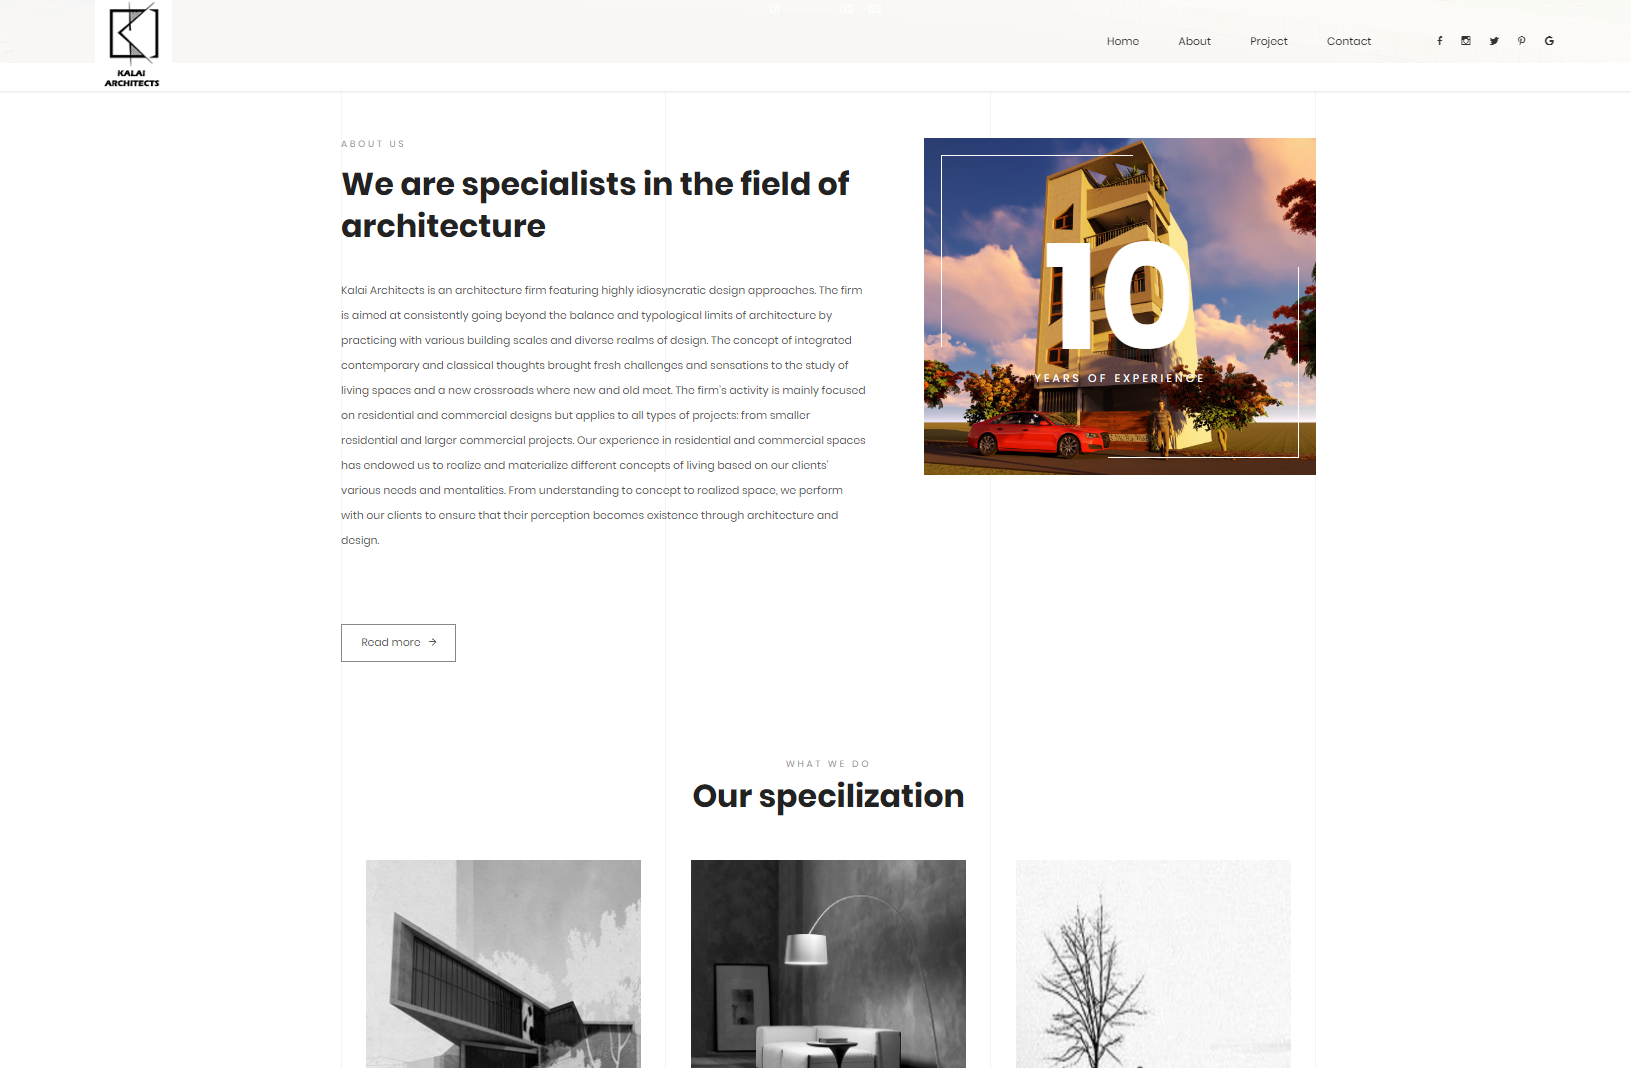 01 02 03
KALAI
ARCHITECTS
Home About Project Contact
ABOUT US
We are specialists in the field of
architecture
Kalai Architects is an architecture firm featuring highly idiosyncratic design approaches. The firm
is aimed at consistently going beyond the balance and typological limits of architecture by
practicing with various building scales and diverse realms of design. The concept of integrated
contemporary and classical thoughts brought fresh challenges and sensations to the study of
living spaces and a new crossroads where new and old meet. The firm's activity is mainly focused
on residential and commercial designs but applies to all types of projects: from smaller
residential and larger commercial projects. Our experience in residential and commercial spaces
has endowed us to realize and materialize different concepts of living based on our clients'
various needs and mentalities. From understanding to concept to realized space, we perform
with our clients to ensure that their perception becomes existence through architecture and
design.
Read more →
10
YEARS OF EXPERIENCE
WHAT WE DO
Our specilization